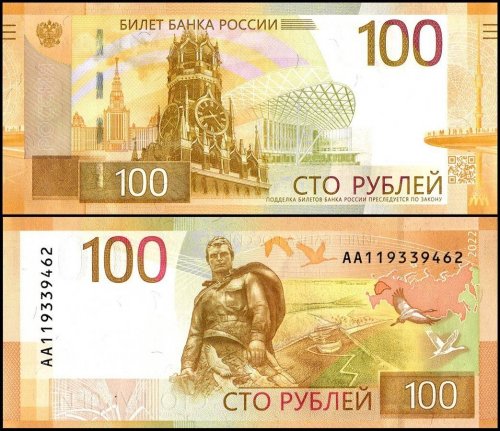 БИЛЕТ БАНКА РОССИИ
100
100
СТО РУБЛЕЙ
ПОДДЕЛКА БИЛЕТОВ БАНКА РОССИИ ПРЕСЛЕДУЕТСЯ ПО ЗАКОНУ
100
АА119339462
АА119339462
2022
СТО РУБЛЕЙ
100